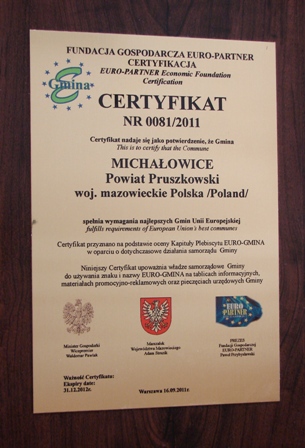 FUNDACJA GOSPODARCZA EURO-PARTNER
CERTYFIKACJA
EURO-PARTNER Economic Foundation
Certification
Gmina
CERTYFIKAT
NR 0081/2011
Certyfikat nadaje się jako potwierdzenie, że Gmina
This is to certify that the Commune
MICHAŁOWICE
Powiat Pruszkowski
woj. mazowieckie Polska /Poland/
spełnia wymagania najlepszych Gmin Unii Europejskiej
fulfills requirements of European Union's best communes
Certyfikat przyznano na podstawie oceny Kapituły Plebiscytu EURO-GMINA
w oparciu o dotychczasowe działania samorządu Gminy
Niniejszy Certyfikat upoważnia władze samorządowe Gminy
do używania znaku i nazwy EURO-GMINA na tablicach informacyjnych,
materiałach promocyjno-reklamowych oraz pieczęciach urzędowych Gminy
EURO
PARTNER
Minister Gospodarki
Wicepremier
Waldemar Pawlak
Marszałek
Województwa Mazowieckiego
Adam Struzik
PREZES
Fundacji Gospodarczej
EURO-PARTNER
Ważność Certyfikatu:
Ekspiry date:
31.12.2012r.
Warszawa 16.09.2011r.